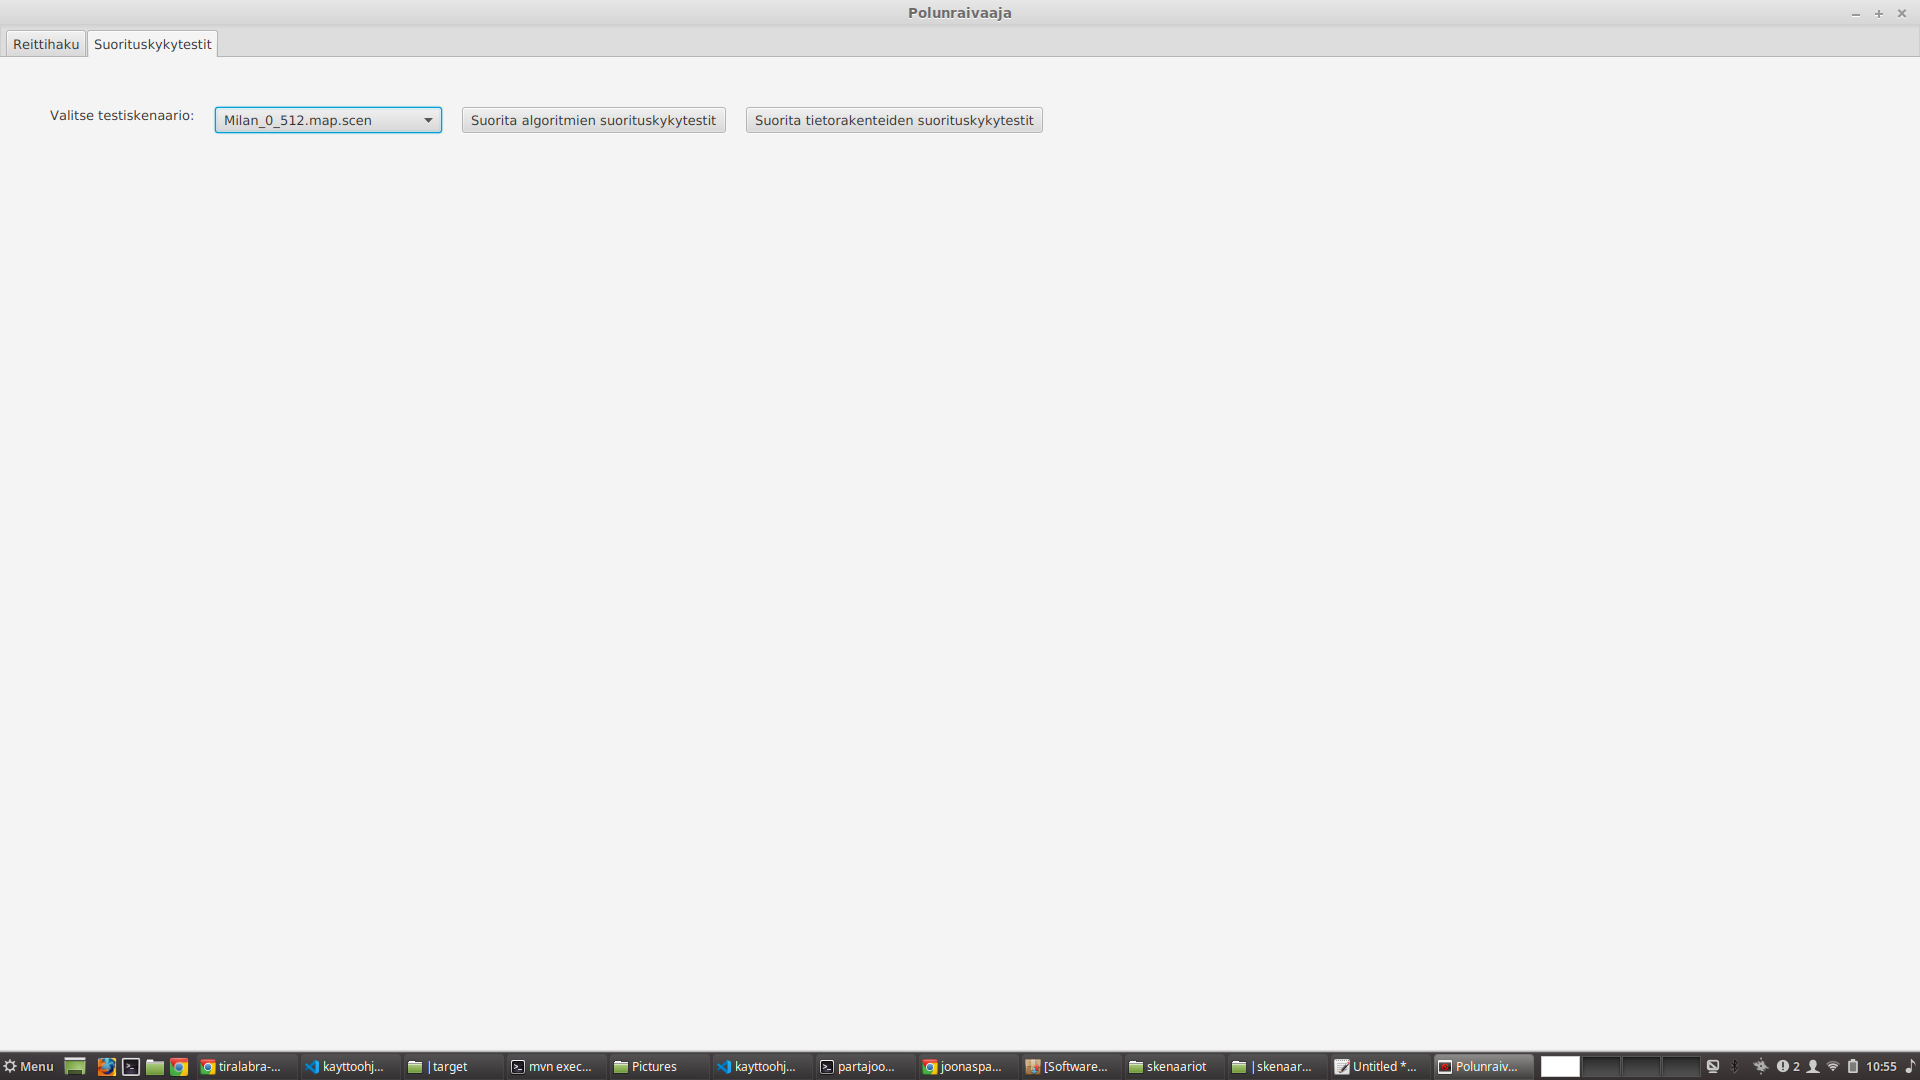 Polunraivaaja
Reittihaku Suorituskykytestit
Valitse testiskenaario: Milan_0_512.map.scen Suorita algoritmien suorituskykytestit Suorita tietorakenteiden suorituskykytestit
Menu tiralabra-... kayttoohj... |target mvn exec... Pictures kayttoohj... partajoo... joonaspa... [Software... skenaariot |skenaar... Untitled *... Polunraiv... 2 10:55